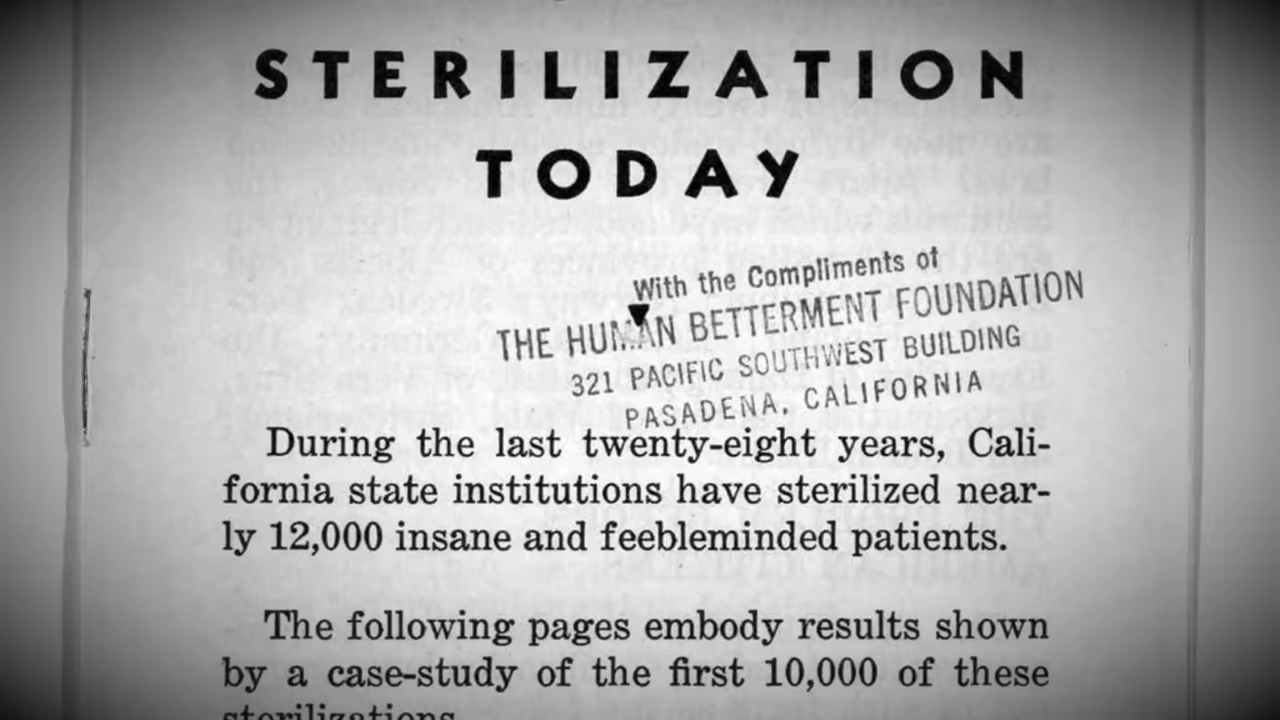 STERILIZATION
TODAY
With the Compliments of
THE HUMAN BETTERMENT FOUNDATION
321 PACIFIC SOUTHWEST BUILDING
PASADENA, CALIFORNIA
During the last twenty-eight years, Cali-
fornia state institutions have sterilized near-
ly 12,000 insane and feebleminded patients.
The following pages embody results shown
by a case-study of the first 10,000 of these
sterilizations.